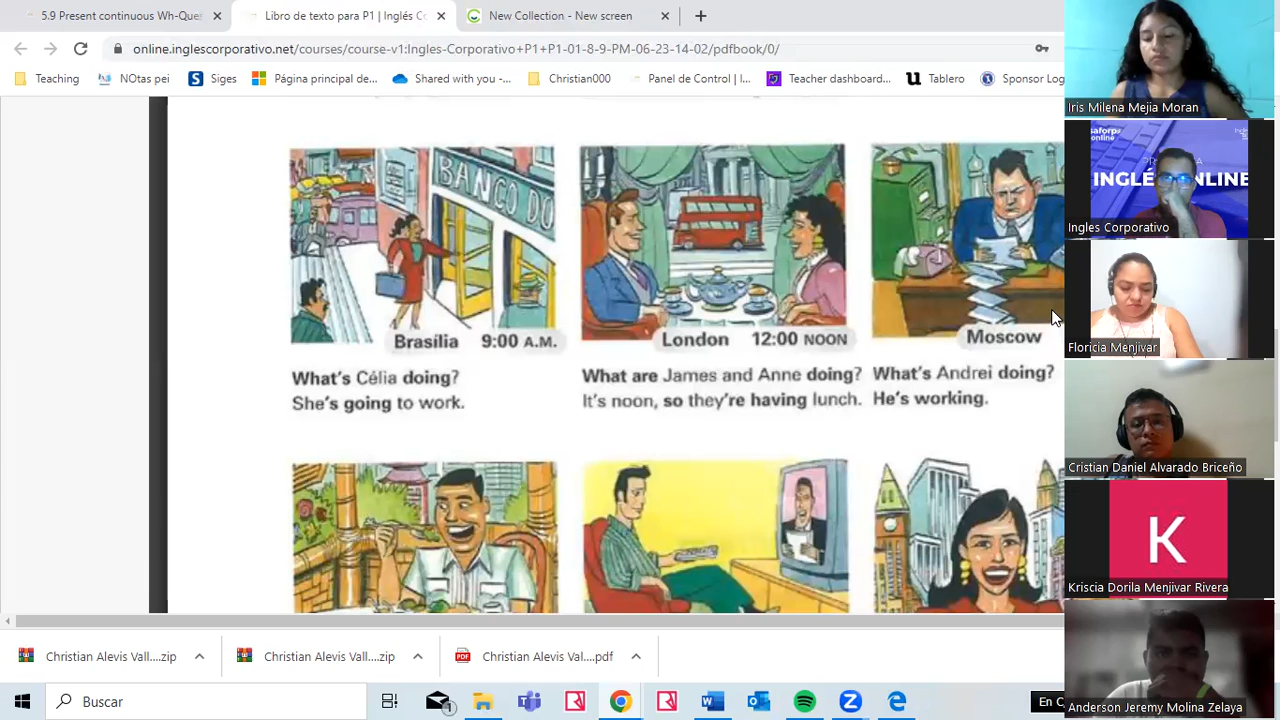 5.9 Present continuous Wh-Que
Libro de texto para P1 | Inglés C
New Collection - New screen
online.inglescorporativo.net/courses/course-v1:Ingles-Corporativo+P1+P1-01-8-9-PM-06-23-14-02/pdfbook/0/
Teaching
NOtas pei
Siges
Página principal de...
Shared with you -...
Christian000
Panel de Control | I...
Teacher dashboard...
Tablero
Sponsor Log
BANCO DO
Brasília 9:00 A.M.
London 12:00 NOON
Moscow
What's Célia doing?
She's going to work.
What are James and Anne doing?
It's noon, so they're having lunch.
What's Andrei doing?
He's working.
Iris Milena Mejia Moran
saforp
online
INGLÉ ONLINE
Ingles Corporativo
Floricia Menjivar
Cristian Daniel Alvarado Briceño
K
Kriscia Dorila Menjivar Rivera
Anderson Jeremy Molina Zelaya
Christian Alevis Vall....zip
Christian Alevis Vall....zip
Christian Alevis Val....pdf
Buscar
En C